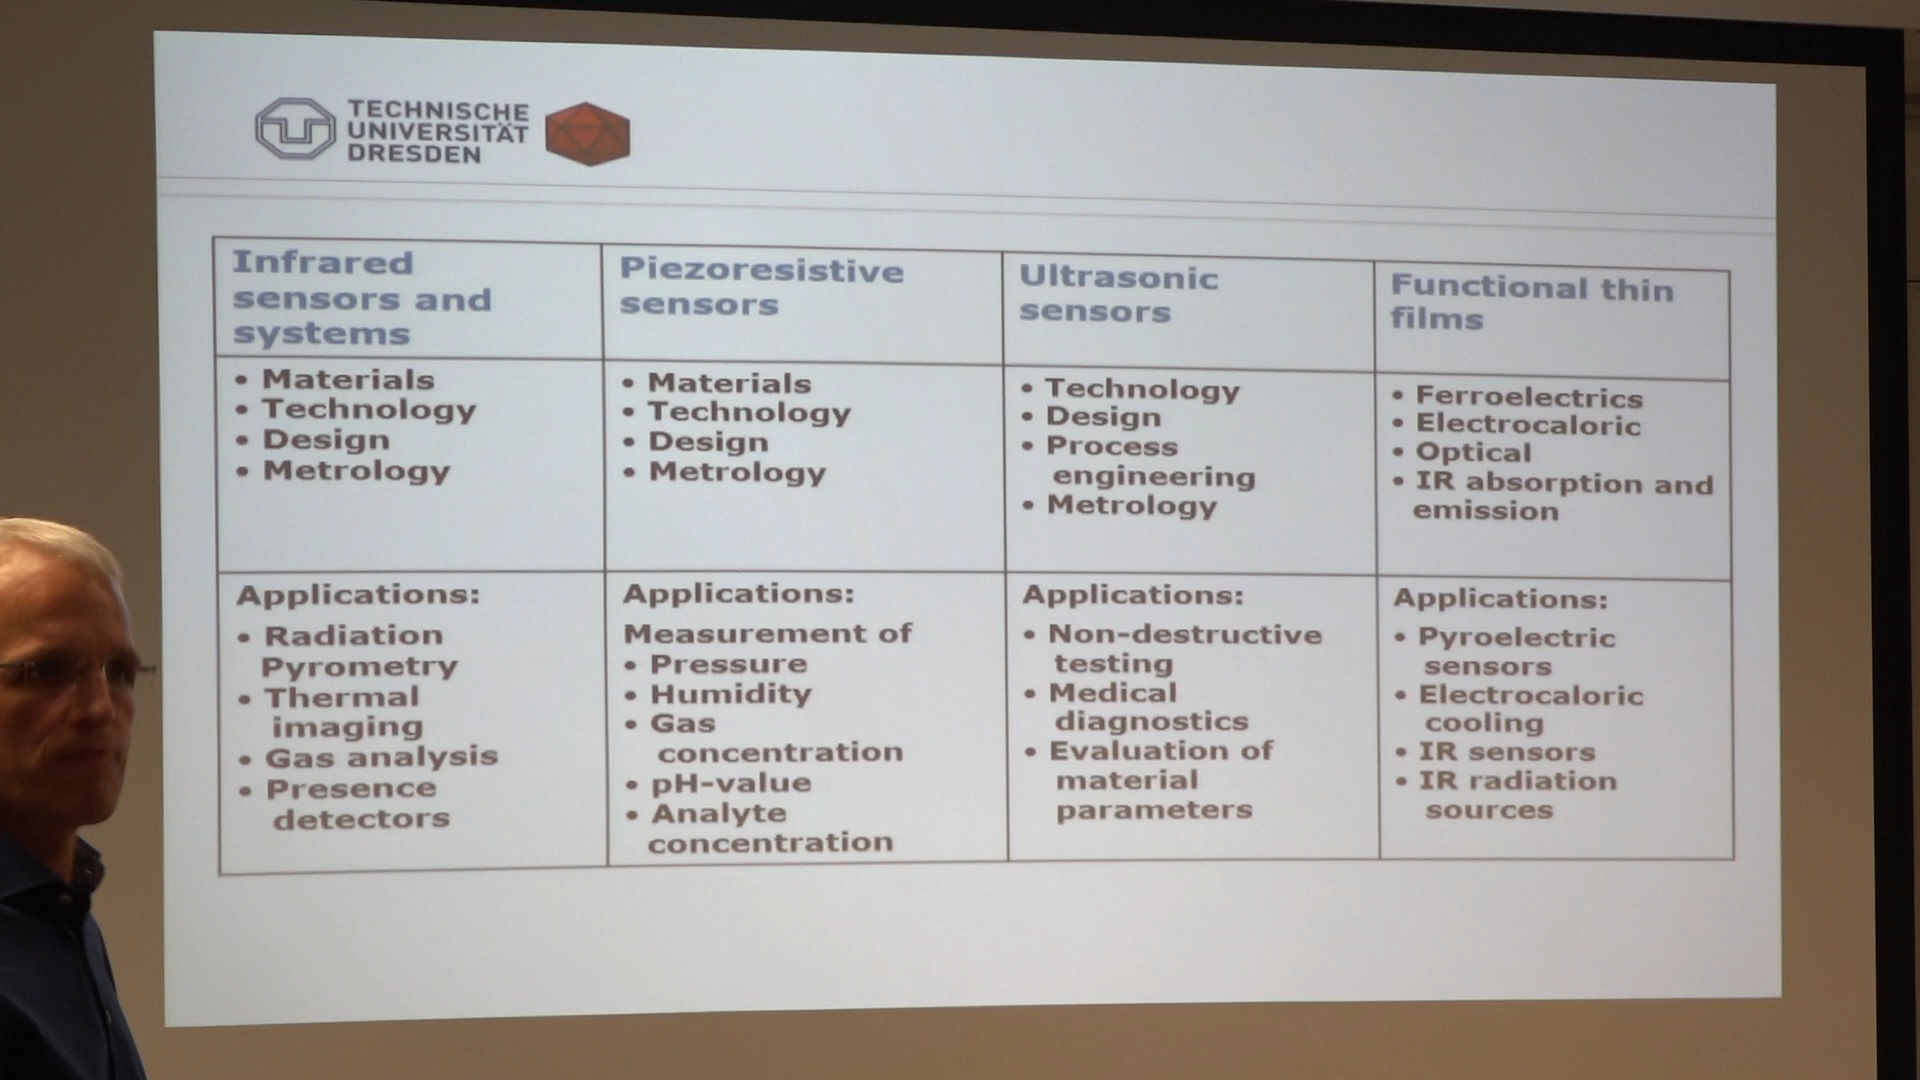 TECHNISCHE
UNIVERSITÄT
DRESDEN
Infrared
sensors and
systems
• Materials
• Technology
• Design
• Metrology
Applications:
• Radiation
Pyrometry
• Thermal
imaging
• Gas analysis
• Presence
detectors
Piezoresistive
sensors
• Materials
• Technology
• Design
• Metrology
Applications:
Measurement of
• Pressure
• Humidity
• Gas
concentration
• pH-value
• Analyte
concentration
Ultrasonic
sensors
• Technology
• Design
• Process
engineering
• Metrology
Applications:
• Non-destructive
testing
• Medical
diagnostics
• Evaluation of
material
parameters
Functional thin
films
• Ferroelectrics
• Electrocaloric
• Optical
• IR absorption and
emission
Applications:
• Pyroelectric
sensors
• Electrocaloric
cooling
• IR sensors
• IR radiation
sources